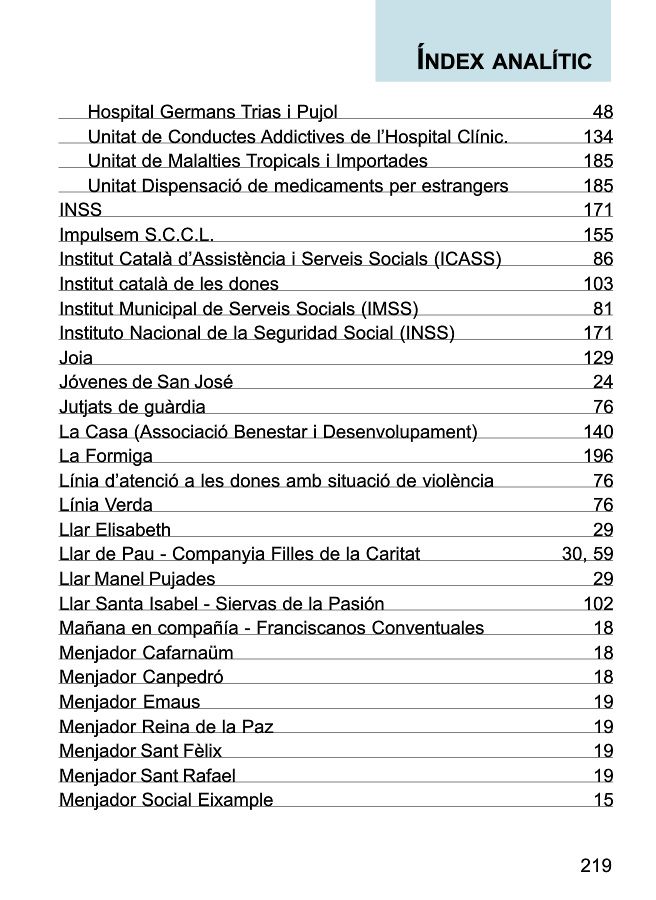 ÍNDEX ANALÍTIC
Hospital Germans Trias i Pujol 48
Unitat de Conductes Addictives de l’Hospital Clínic. 134
Unitat de Malalties Tropicals i Importades 185
Unitat Dispensació de medicaments per estrangers 185
INSS 171
Impulsem S.C.C.L. 155
Institut Català d’Assistència i Serveis Socials (ICASS) 86
Institut català de les dones 103
Institut Municipal de Serveis Socials (IMSS) 81
Instituto Nacional de la Seguridad Social (INSS) 171
Joia 129
Jóvenes de San José 24
Jutjats de guàrdia 76
La Casa (Associació Benestar i Desenvolupament) 140
La Formiga 196
Línia d’atenció a les dones amb situació de violència 76
Línia Verda 76
Llar Elisabeth 29
Llar de Pau - Companyia Filles de la Caritat 30, 59
Llar Manel Pujades 29
Llar Santa Isabel - Siervas de la Pasión 102
Mañana en compañía - Franciscanos Conventuales 18
Menjador Cafarnaüm 18
Menjador Canpedró 18
Menjador Emaus 19
Menjador Reina de la Paz 19
Menjador Sant Fèlix 19
Menjador Sant Rafael 19
Menjador Social Eixample 15
219